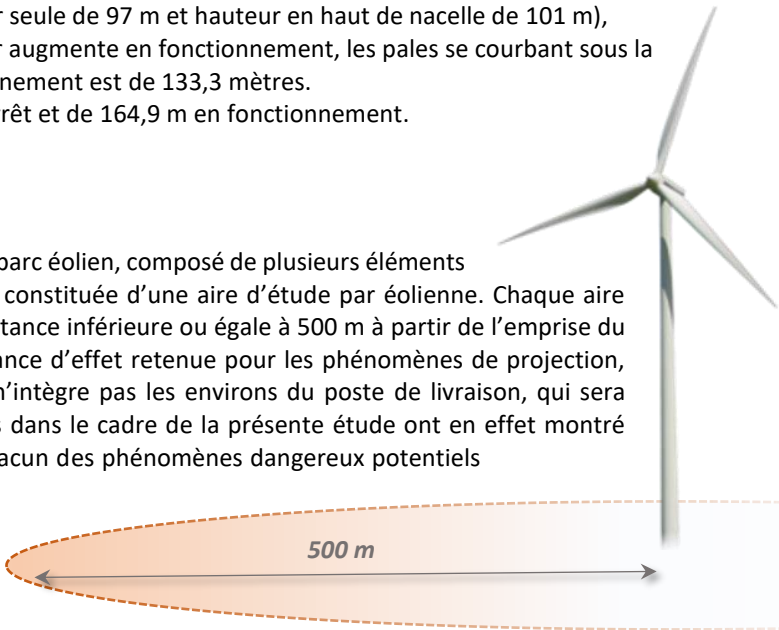 r seule de 97 m et hauteur en haut de nacelle de 101 m),
r augmente en fonctionnement, les pales se courbant sous la
nement est de 133,3 mètres.
rrêt et de 164,9 m en fonctionnement.
parc éolien, composé de plusieurs éléments
constituée d’une aire d’étude par éolienne. Chaque aire
tance inférieure ou égale à 500 m à partir de l’emprise du
ance d’effet retenue pour les phénomènes de projection,
n’intègre pas les environs du poste de livraison, qui sera
s dans le cadre de la présente étude ont en effet montré
acun des phénomènes dangereux potentiels
500 m